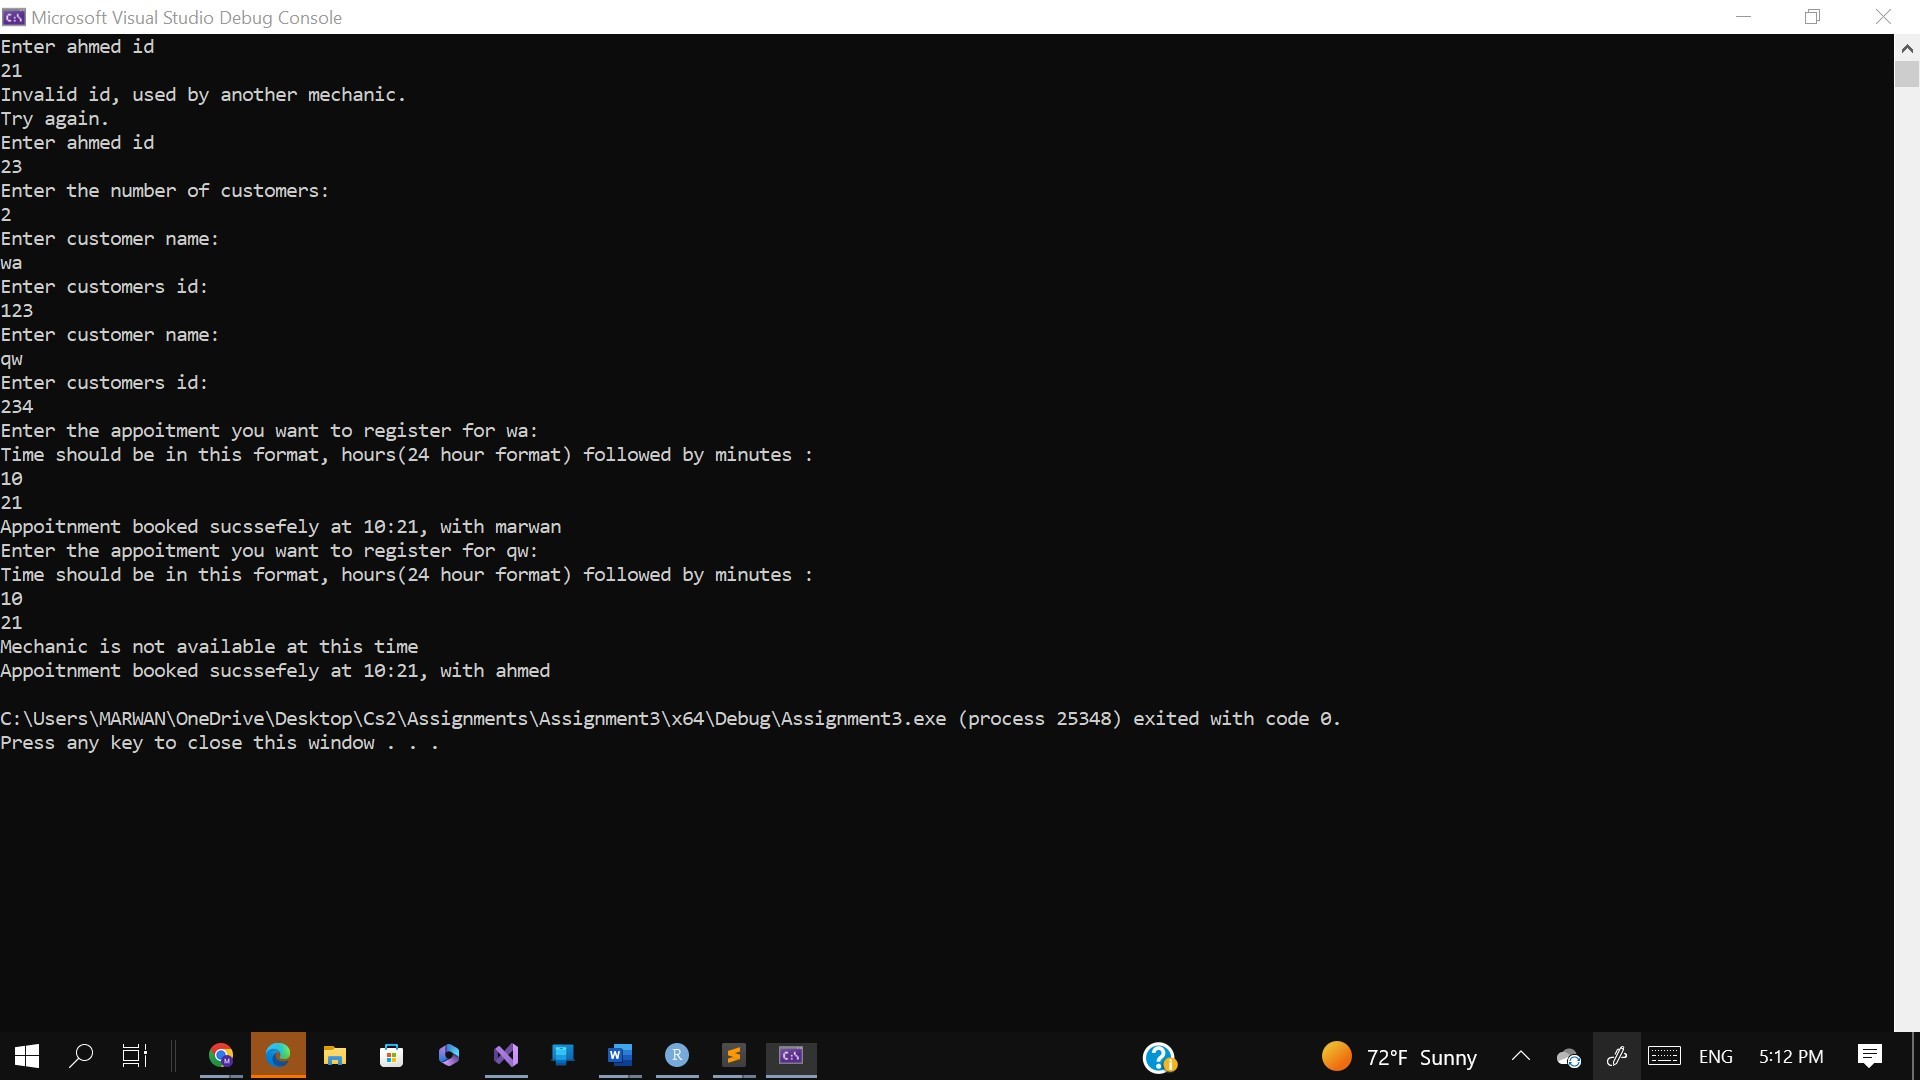 Microsoft Visual Studio Debug Console
Enter ahmed id
21
Invalid id, used by another mechanic.
Try again.
Enter ahmed id
23
Enter the number of customers:
2
Enter customer name:
wa
Enter customers id:
123
Enter customer name:
qw
Enter customers id:
234
Enter the appoitment you want to register for wa:
Time should be in this format, hours(24 hour format) followed by minutes :
10
21
Appoitnment booked sucssefely at 10:21, with marwan
Enter the appoitment you want to register for qw:
Time should be in this format, hours(24 hour format) followed by minutes :
10
21
Mechanic is not available at this time
Appoitnment booked sucssefely at 10:21, with ahmed
C:\Users\MARWAN\OneDrive\Desktop\Cs2\Assignments\Assignment3\x64\Debug\Assignment3.exe (process 25348) exited with code 0.
Press any key to close this window . . .
72°F Sunny
ENG
5:12 PM